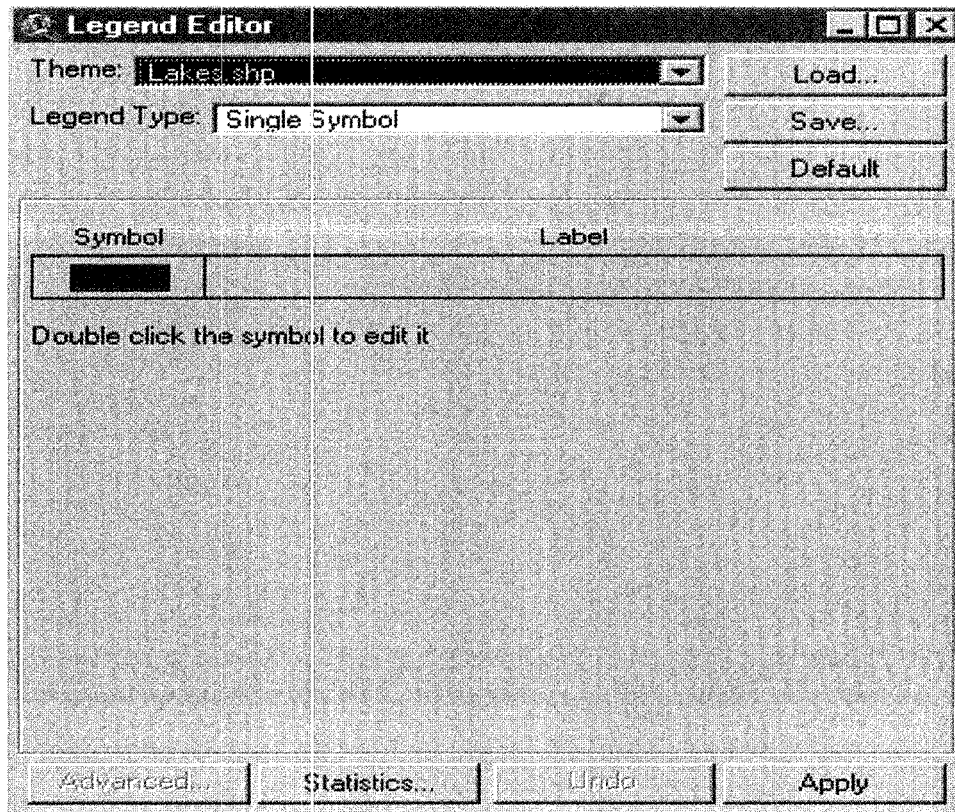 Legend Editor
Theme: Lakes.shp
Load...
Legend Type: Single Symbol
Save...
Default
Symbol Label
Double click the symbol to edit it
Advanced... Statistics... Undo Apply